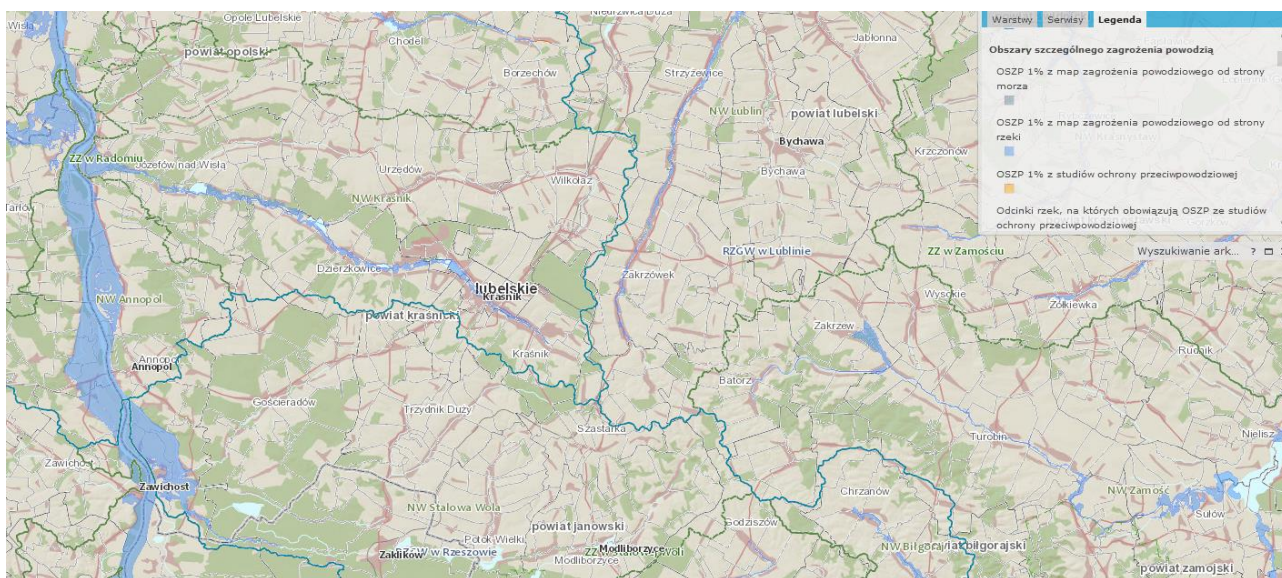 Warstwy Serwisy Legenda
Obszary szczególnego zagrożenia powodzią
OSZP 1% z map zagrożenia powodziowego od strony
morza
OSZP 1% z map zagrożenia powodziowego od strony
rzeki
OSZP 1% z studiów ochrony przeciwpowodziowej
Odcinki rzek, na których obowiązują OSZP ze studiów
ochrony przeciwpowodziowej
Wyszukiwanie ark... ?
Opole Lubelskie
Niedrzwica Duża
Chodel
Jabłonna
powiat opolski
Borzechów
Strzyżewice
NW Lublin
powiat lubelski
Bychawa
Bychawa
Krzczonów
ZZ w Radomiu
Józefów nad Wisłą
Urzędów
Wilkołaz
NW Kraśnik
Tarłów
RZGW w Lublinie
ZZ w Zamościu
Dzierzkowice
Zakrzówek
lubelskie
Kraśnik
NW Annopol
powiat kraśnicki
Wysokie
Żółkiewka
Zakrzew
Kraśnik
Rudnik
Annopol
Annopol
Batorz
Gościeradów
Trzydnik Duży
Szastarka
Turobin
Nielisz
Zawichost
Zawichost
Chrzanów
NW Zamość
Sułów
NW Stalowa Wola
powiat janowski
Godziszów
Potok Wielki
Zaklików
RZGW w Rzeszowie
Modliborzyce
Modliborzyce
powiat zamojski